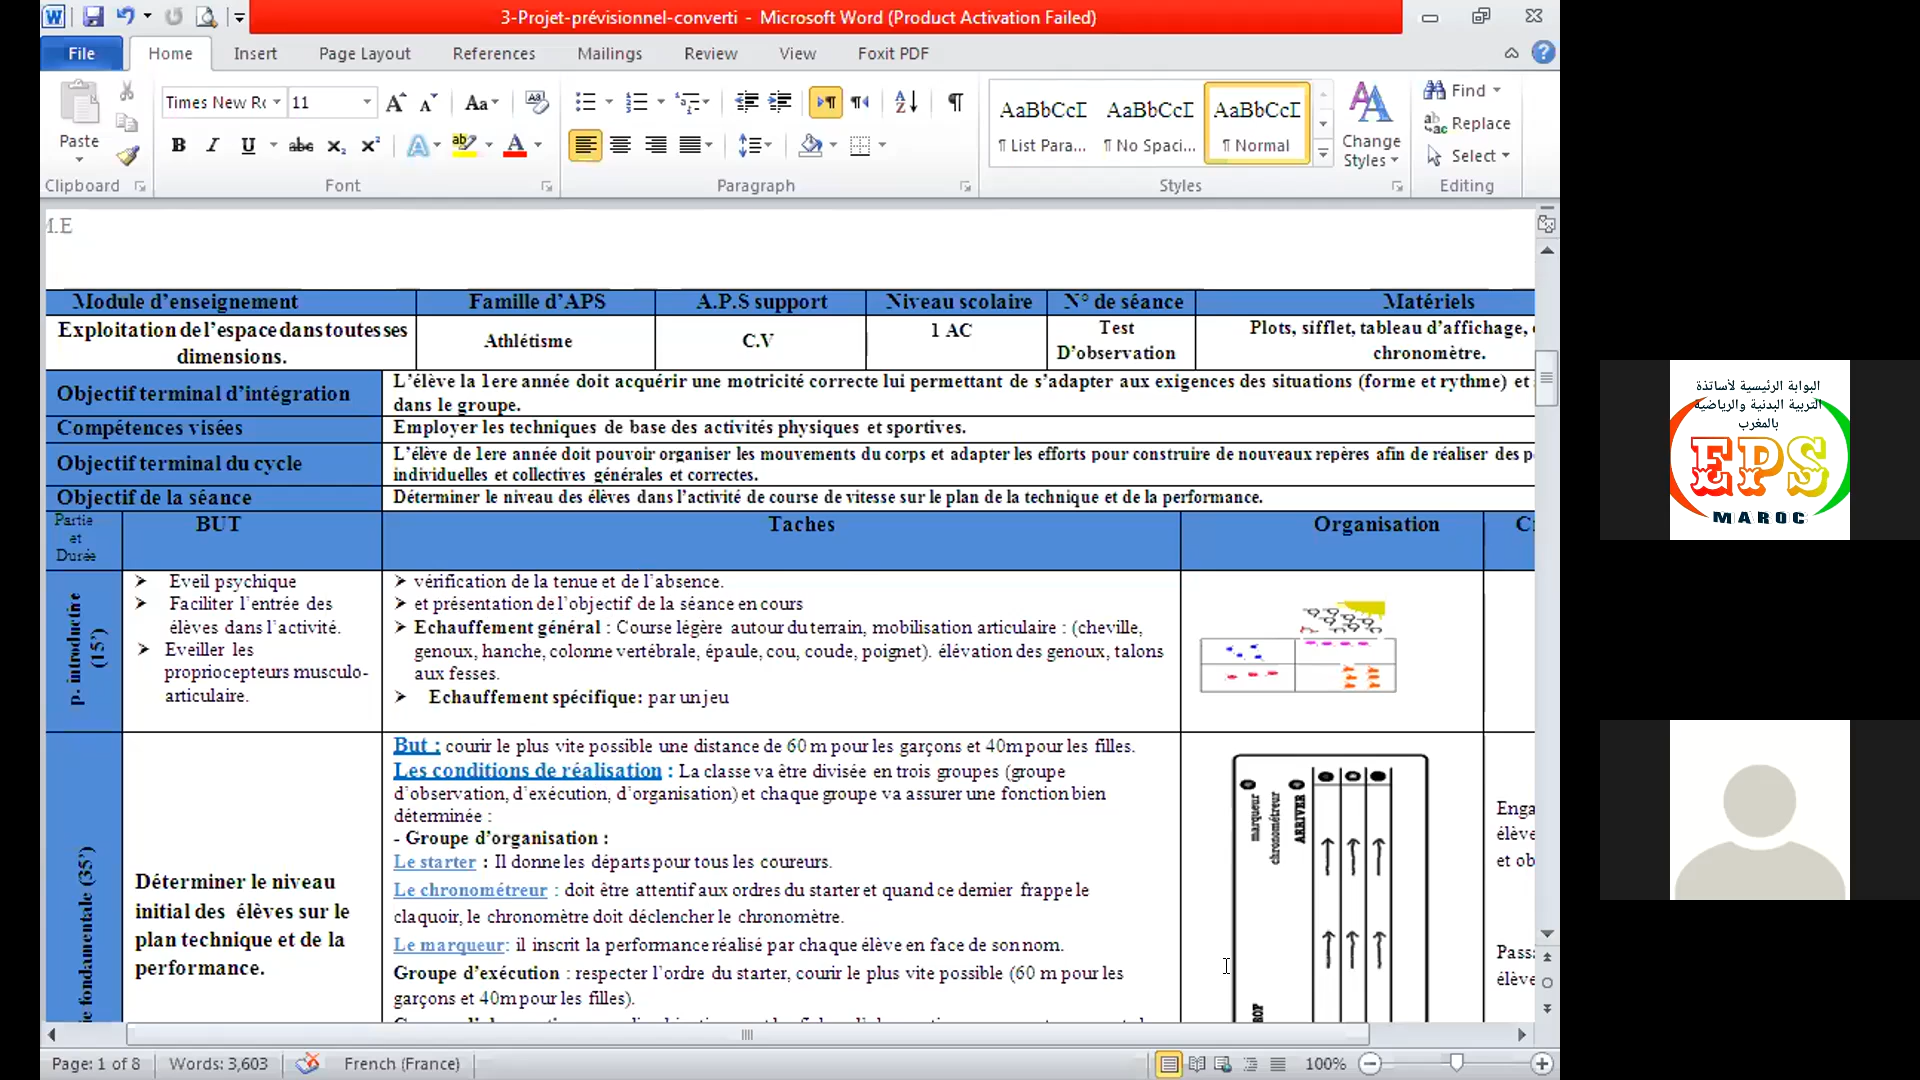 3-Projet-prévisionnel-converti - Microsoft Word (Product Activation Failed)
File Home Insert Page Layout References Mailings Review View Foxit PDF
Paste
Times New Ro 11
Aa
B I U abc X₂ X²
AaBbCcI AaBbCcI AaBbCcI
¶ List Para... ¶ No Spaci... ¶ Normal
Change
Styles
Find
Replace
Select
Clipboard Font Paragraph Styles Editing
M.E
Module d'enseignement Famille d'APS A.P.S support Niveau scolaire N° de séance Matériels
Exploitation de l'espace dans toutes ses
dimensions.
Athlétisme
C.V
1 AC
Test
D'observation
Plots, sifflet, tableau d'affichage,
chronomètre.
Objectif terminal d'intégration
L'élève la 1ere année doit acquérir une motricité correcte lui permettant de s'adapter aux exigences des situations (forme et rythme) et
dans le groupe.
Compétences visées
Employer les techniques de base des activités physiques et sportives.
Objectif terminal du cycle
L'élève de 1ere année doit pouvoir organiser les mouvements du corps et adapter les efforts pour construire de nouveaux repères afin de réaliser des p
individuelles et collectives générales et correctes.
Objectif de la séance
Déterminer le niveau des élèves dans l'activité de course de vitesse sur le plan de la technique et de la performance.
Partie
et
Durée
BUT
Taches
Organisation
p- introductive
(15')
➢ Eveil psychique
➢ Faciliter l'entrée des
élèves dans l'activité.
➢ Eveiller les
propriocepteurs musculo-
articulaire.
➢ vérification de la tenue et de l'absence.
➢ et présentation de l'objectif de la séance en cours
➢ Echauffement général : Course légère autour du terrain, mobilisation articulaire : (cheville,
genoux, hanche, colonne vertébrale, épaule, cou, coude, poignet). élévation des genoux, talons
aux fesses.
➢ Echauffement spécifique: par un jeu
ie fondamentale (35')
Déterminer le niveau
initial des élèves sur le
plan technique et de la
performance.
But : courir le plus vite possible une distance de 60 m pour les garçons et 40m pour les filles.
Les conditions de réalisation : La classe va être divisée en trois groupes (groupe
d'observation, d'exécution, d'organisation) et chaque groupe va assurer une fonction bien
déterminée :
- Groupe d'organisation :
Le starter : Il donne les départs pour tous les coureurs.
Le chronométreur : doit être attentif aux ordres du starter et quand ce dernier frappe le
claquoir, le chronomètre doit déclencher le chronomètre.
Le marqueur: il inscrit la performance réalisé par chaque élève en face de son nom.
Groupe d'exécution : respecter l'ordre du starter, courir le plus vite possible (60 m pour les
garçons et 40m pour les filles).
marqueur
chronométreur
ARRIVER
Enga
élève
et ob
Pass
élève
Page: 1 of 8 Words: 3,603 French (France) 100%
البوابة الرئيسية لأساتذة
التربية البدنية والرياضية
بالمغرب
EPS
MAROC